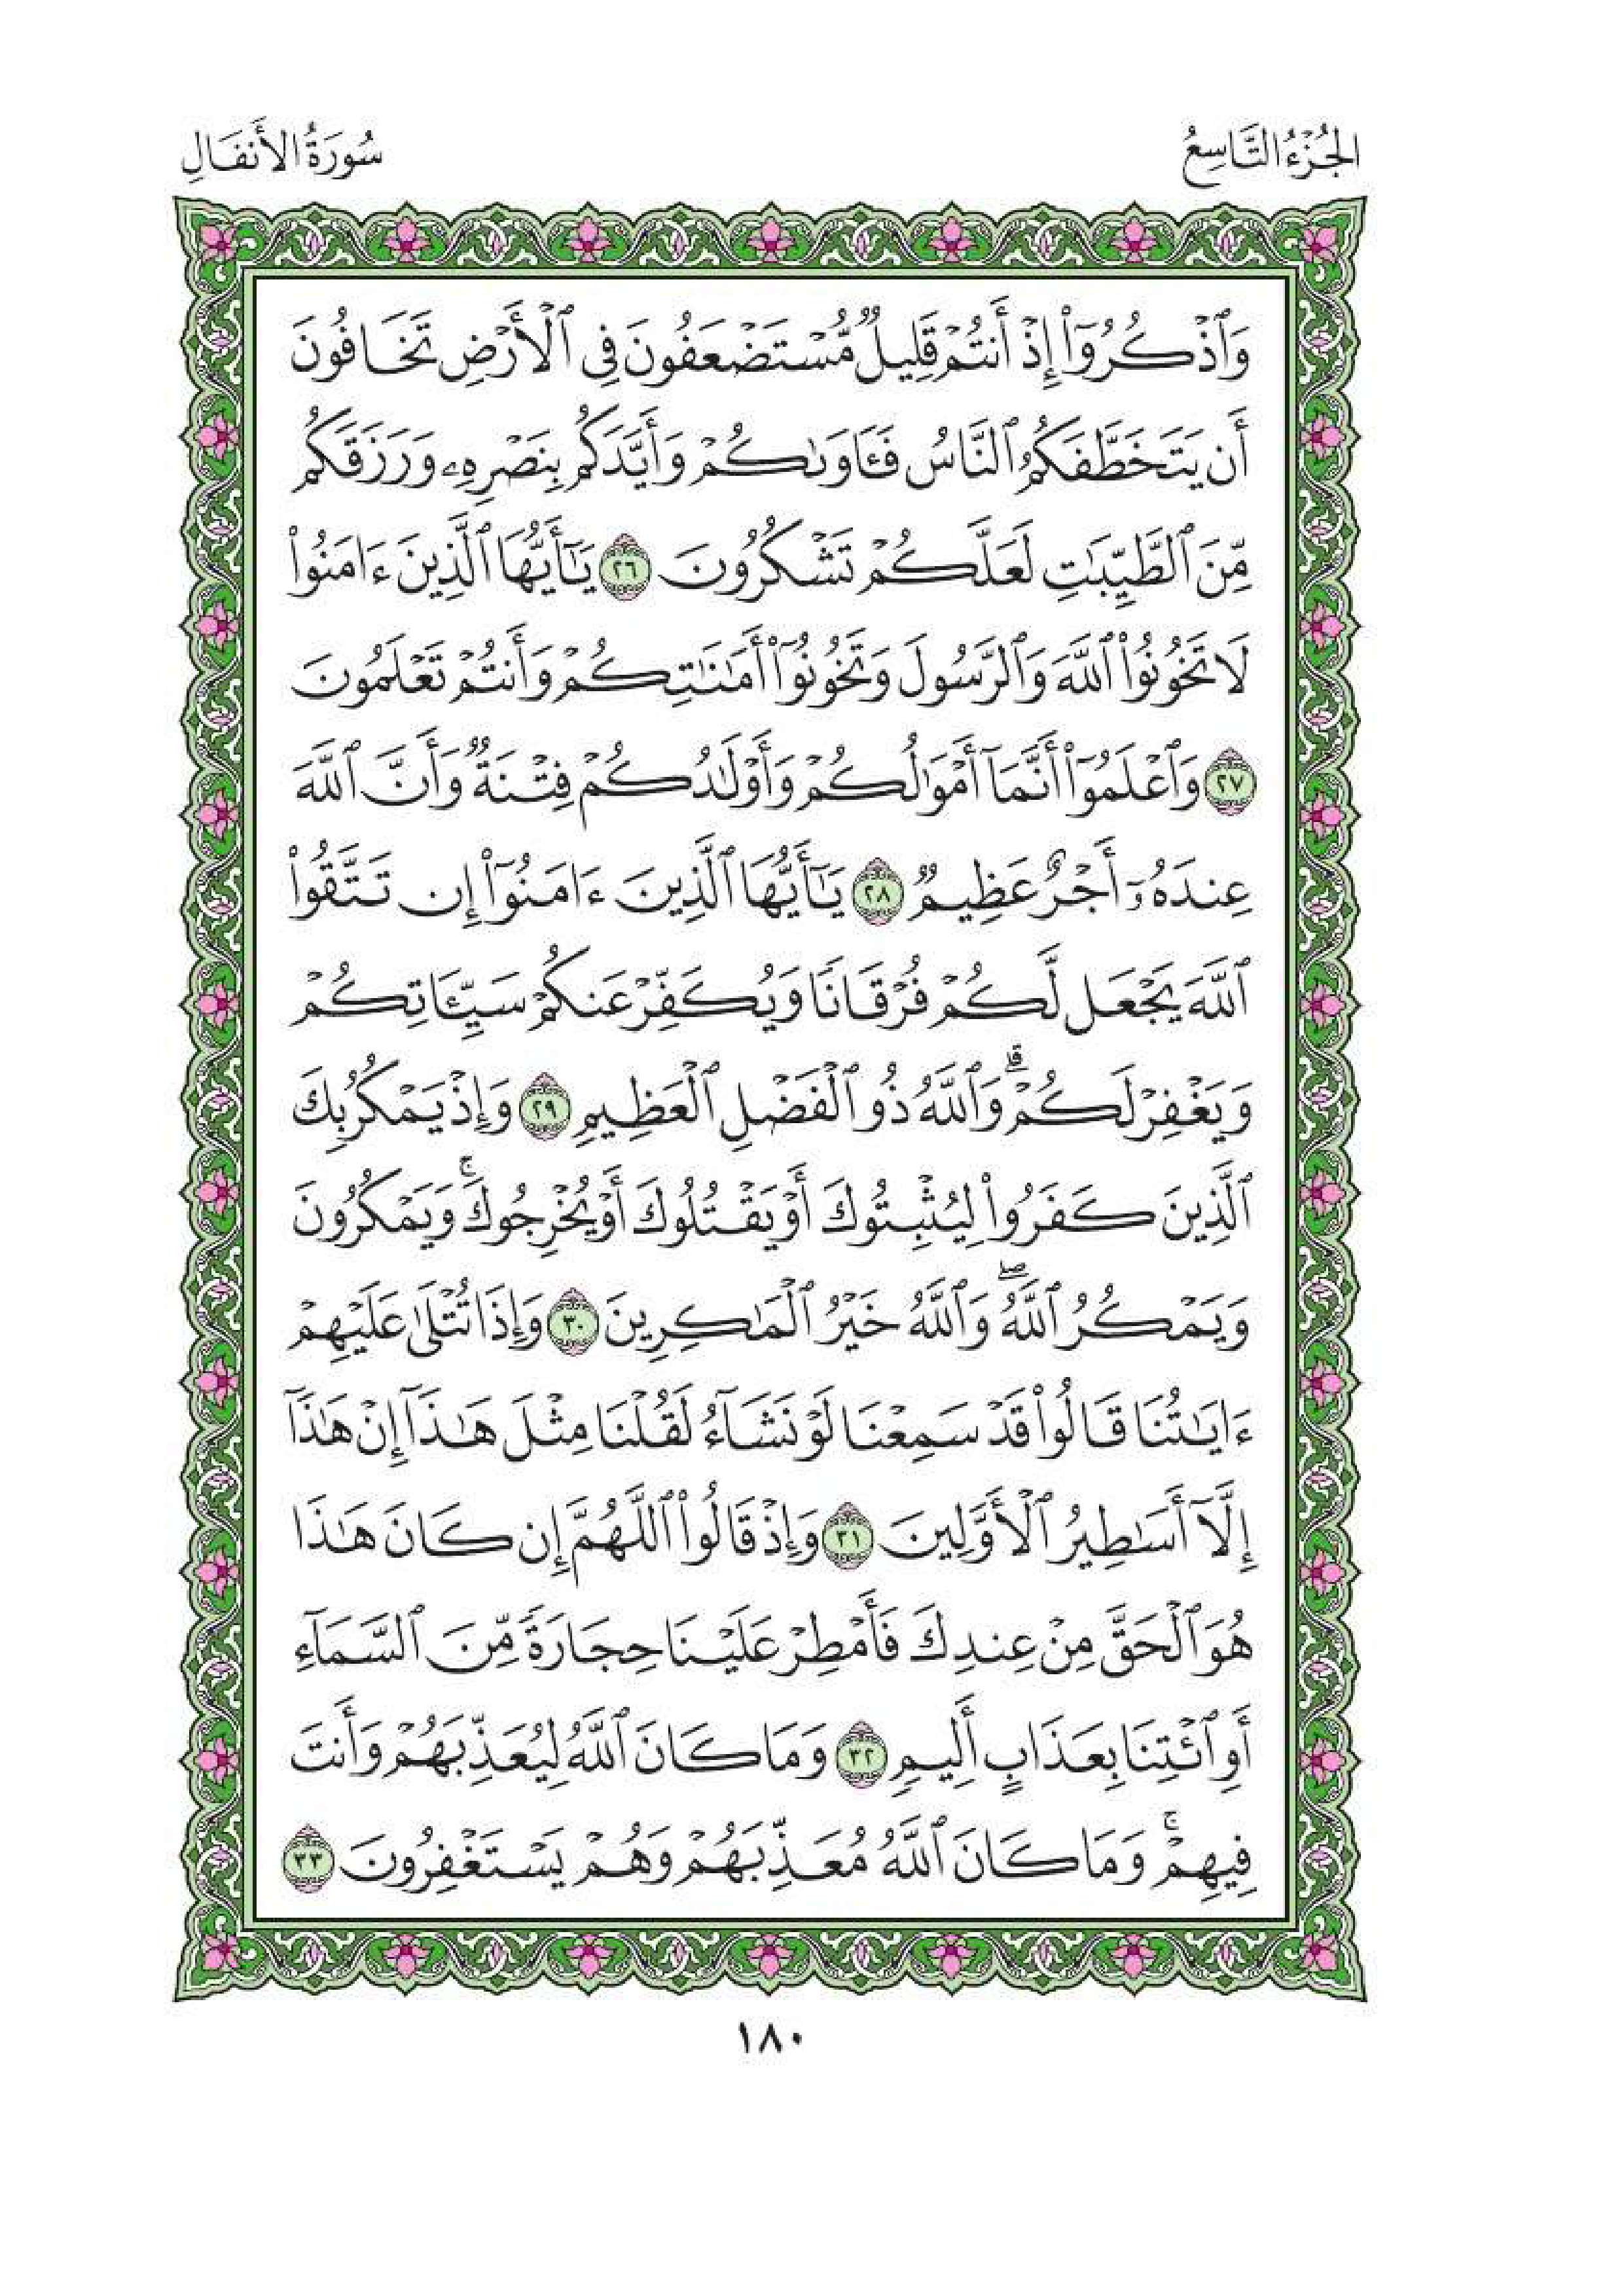 الجُزْءُ التَّاسِعُ
سُورَةُ الأَنفَالِ
وَٱذْكُرُوٓا۟ إِذْ أَنتُمْ قَلِيلٌ مُّسْتَضْعَفُونَ فِى ٱلْأَرْضِ تَخَافُونَ
أَن يَتَخَطَّفَكُمُ ٱلنَّاسُ فَـَٔاوَىٰكُمْ وَأَيَّدَكُم بِنَصْرِهِۦ وَرَزَقَكُم
مِّنَ ٱلطَّيِّبَـٰتِ لَعَلَّكُمْ تَشْكُرُونَ ٢٦ يَـٰٓأَيُّهَا ٱلَّذِينَ ءَامَنُوا۟
لَا تَخُونُوا۟ ٱللَّهَ وَٱلرَّسُولَ وَتَخُونُوٓا۟ أَمَـٰنَـٰتِكُمْ وَأَنتُمْ تَعْلَمُونَ
٢٧ وَٱعْلَمُوٓا۟ أَنَّمَآ أَمْوَٰلُكُمْ وَأَوْلَـٰدُكُمْ فِتْنَةٌ وَأَنَّ ٱللَّهَ
عِندَهُۥٓ أَجْرٌ عَظِيمٌ ٢٨ يَـٰٓأَيُّهَا ٱلَّذِينَ ءَامَنُوٓا۟ إِن تَتَّقُوا۟
ٱللَّهَ يَجْعَل لَّكُمْ فُرْقَانًا وَيُكَفِّرْ عَنكُمْ سَيِّـَٔاتِكُمْ
وَيَغْفِرْ لَكُمْ ۗ وَٱللَّهُ ذُو ٱلْفَضْلِ ٱلْعَظِيمِ ٢٩ وَإِذْ يَمْكُرُ بِكَ
ٱلَّذِينَ كَفَرُوا۟ لِيُثْبِتُوكَ أَوْ يَقْتُلُوكَ أَوْ يُخْرِجُوكَ ۚ وَيَمْكُرُونَ
وَيَمْكُرُ ٱللَّهُ ۖ وَٱللَّهُ خَيْرُ ٱلْمَـٰكِرِينَ ٣٠ وَإِذَا تُتْلَىٰ عَلَيْهِمْ
ءَايَـٰتُنَا قَالُوا۟ قَدْ سَمِعْنَا لَوْ نَشَآءُ لَقُلْنَا مِثْلَ هَـٰذَآ إِنْ هَـٰذَآ
إِلَّآ أَسَـٰطِيرُ ٱلْأَوَّلِينَ ٣١ وَإِذْ قَالُوا۟ ٱللَّهُمَّ إِن كَانَ هَـٰذَا
هُوَ ٱلْحَقَّ مِنْ عِندِكَ فَأَمْطِرْ عَلَيْنَا حِجَارَةً مِّنَ ٱلسَّمَآءِ
أَوِ ٱئْتِنَا بِعَذَابٍ أَلِيمٍ ٣٢ وَمَا كَانَ ٱللَّهُ لِيُعَذِّبَهُمْ وَأَنتَ
فِيهِمْ ۚ وَمَا كَانَ ٱللَّهُ مُعَذِّبَهُمْ وَهُمْ يَسْتَغْفِرُونَ ٣٣
١٨٠